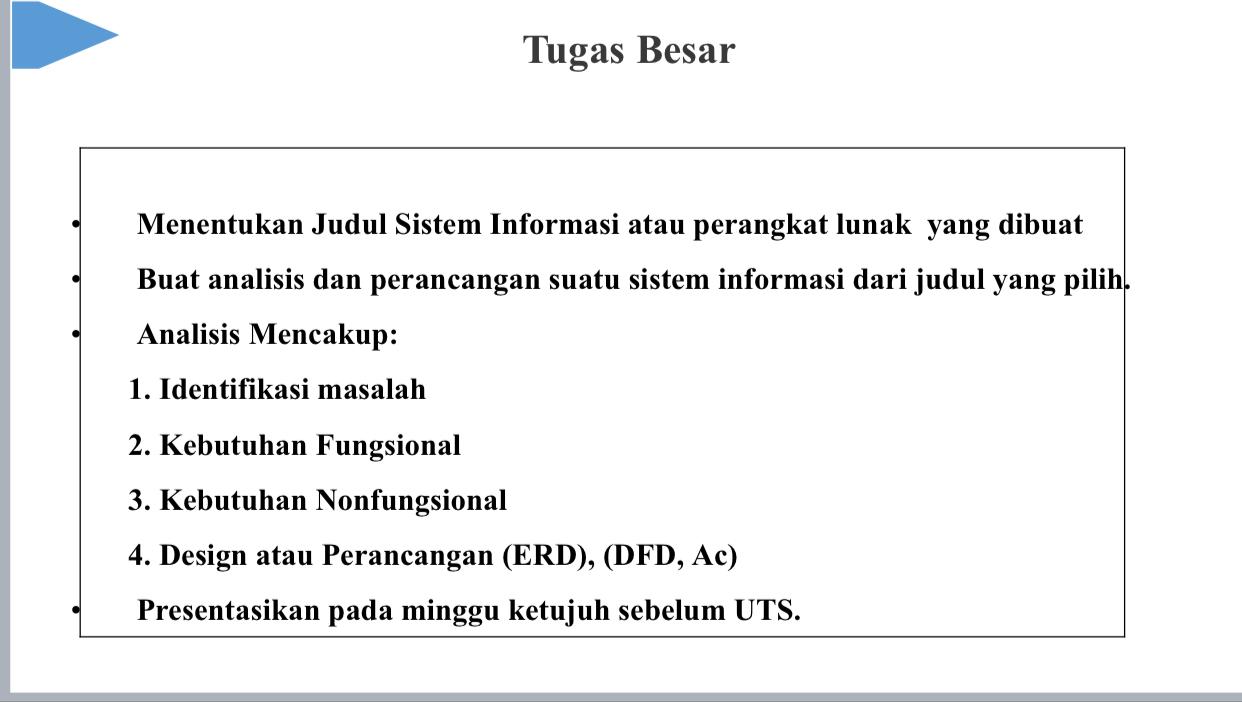 Tugas Besar
• Menentukan Judul Sistem Informasi atau perangkat lunak  yang dibuat
• Buat analisis dan perancangan suatu sistem informasi dari judul yang pilih.
• Analisis Mencakup:
1. Identifikasi masalah
2. Kebutuhan Fungsional
3. Kebutuhan Nonfungsional
4. Design atau Perancangan (ERD), (DFD, Ac)
• Presentasikan pada minggu ketujuh sebelum UTS.